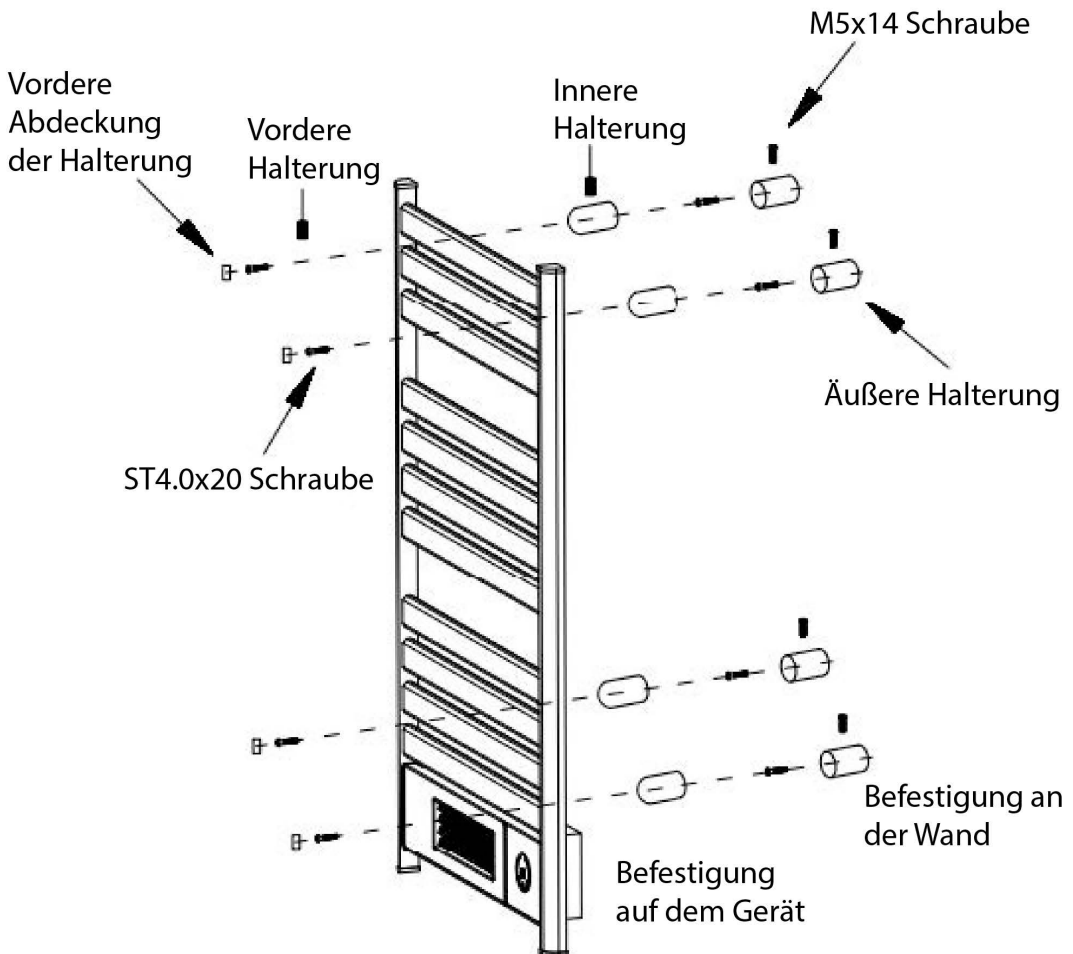 M5x14 Schraube
Vordere
Abdeckung
der Halterung
Vordere
Halterung
Innere
Halterung
Äußere Halterung
ST4.0x20 Schraube
Befestigung an
der Wand
Befestigung
auf dem Gerät